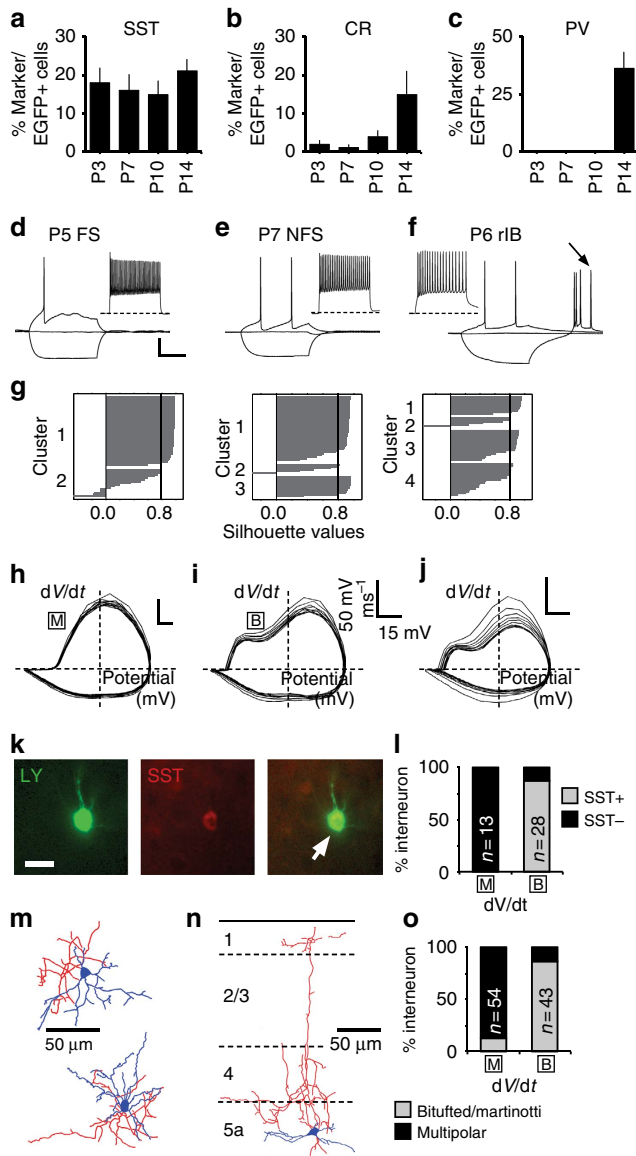 a
SST
% Marker/
EGFP+ cells
30
20
10
0
P3
P7
P10
P14
b
CR
% Marker/
EGFP+ cells
30
20
10
0
P3
P7
P10
P14
c
PV
% Marker/
EGFP+ cells
50
25
0
P3
P7
P10
P14
d
P5 FS
e
P7 NFS
f
P6 rIB
g
Cluster
1
2
0.0
0.8
Cluster
1
2
3
0.0
0.8
Cluster
1
2
3
4
0.0
0.8
Silhouette values
h
dV/dt
M
Potential
(mV)
i
dV/dt
B
Potential
(mV)
50 mV
ms−1
15 mV
j
dV/dt
Potential
(mV)
k
LY
SST
l
% interneuron
100
50
0
n = 13
n = 28
M
B
dV/dt
SST+
SST−
m
50 μm
n
1
2/3
4
5a
50 μm
o
% interneuron
100
50
0
n = 54
n = 43
M
B
dV/dt
Bitufted/martinotti
Multipolar